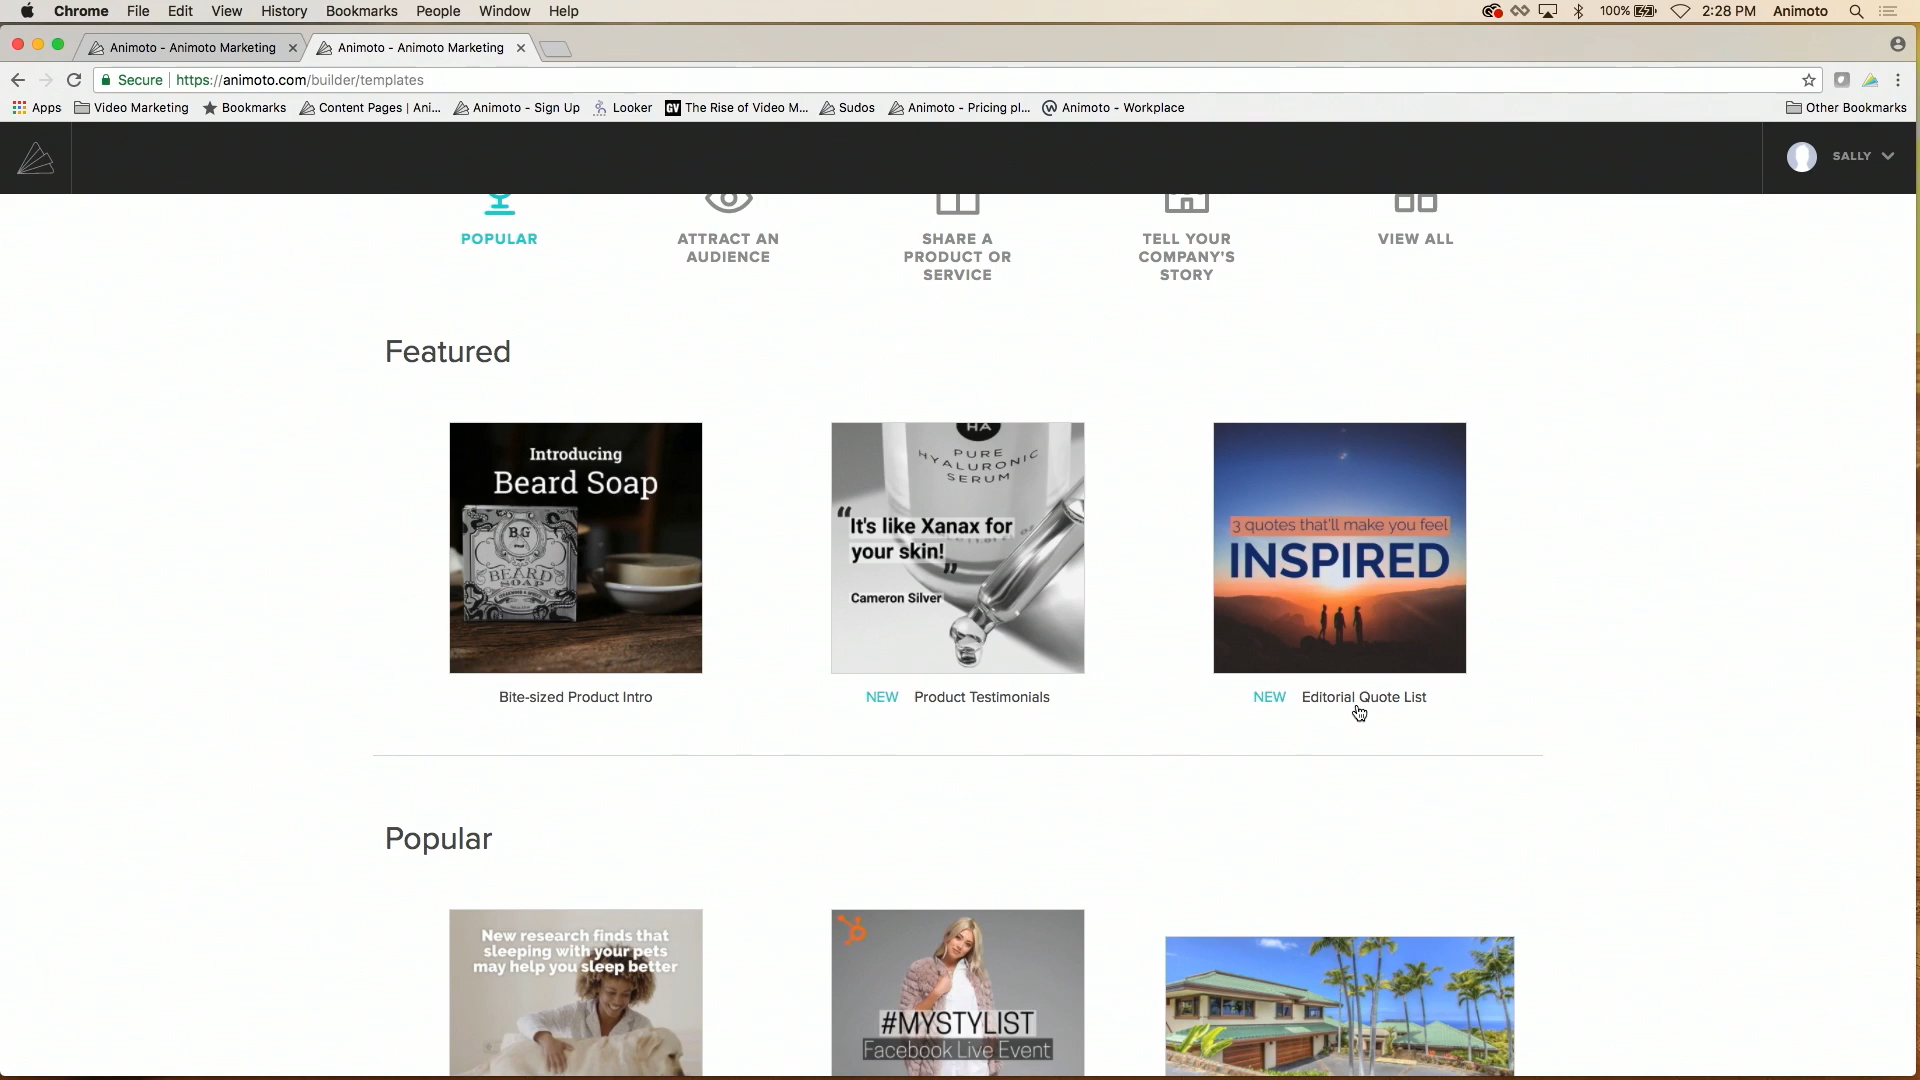 Chrome File Edit View History Bookmarks People Window Help 100% 2:28 PM Animoto
Animoto - Animoto Marketing Animoto - Animoto Marketing
Secure https://animoto.com/builder/templates
Apps Video Marketing Bookmarks Content Pages | Ani... Animoto - Sign Up Looker GV The Rise of Video M... Sudos Animoto - Pricing pl... Animoto - Workplace Other Bookmarks
SALLY
POPULAR
ATTRACT AN
AUDIENCE
SHARE A
PRODUCT OR
SERVICE
TELL YOUR
COMPANY'S
STORY
VIEW ALL
Featured
Introducing
Beard Soap
B G
BEARD
SOAP
HA
PURE
HYALURONIC
SERUM
“It's like Xanax for
your skin!”
Cameron Silver
3 quotes that'll make you feel
INSPIRED
Bite-sized Product Intro
NEW Product Testimonials
NEW Editorial Quote List
Popular
New research finds that
sleeping with your pets
may help you sleep better
#MYSTYLIST
Facebook Live Event